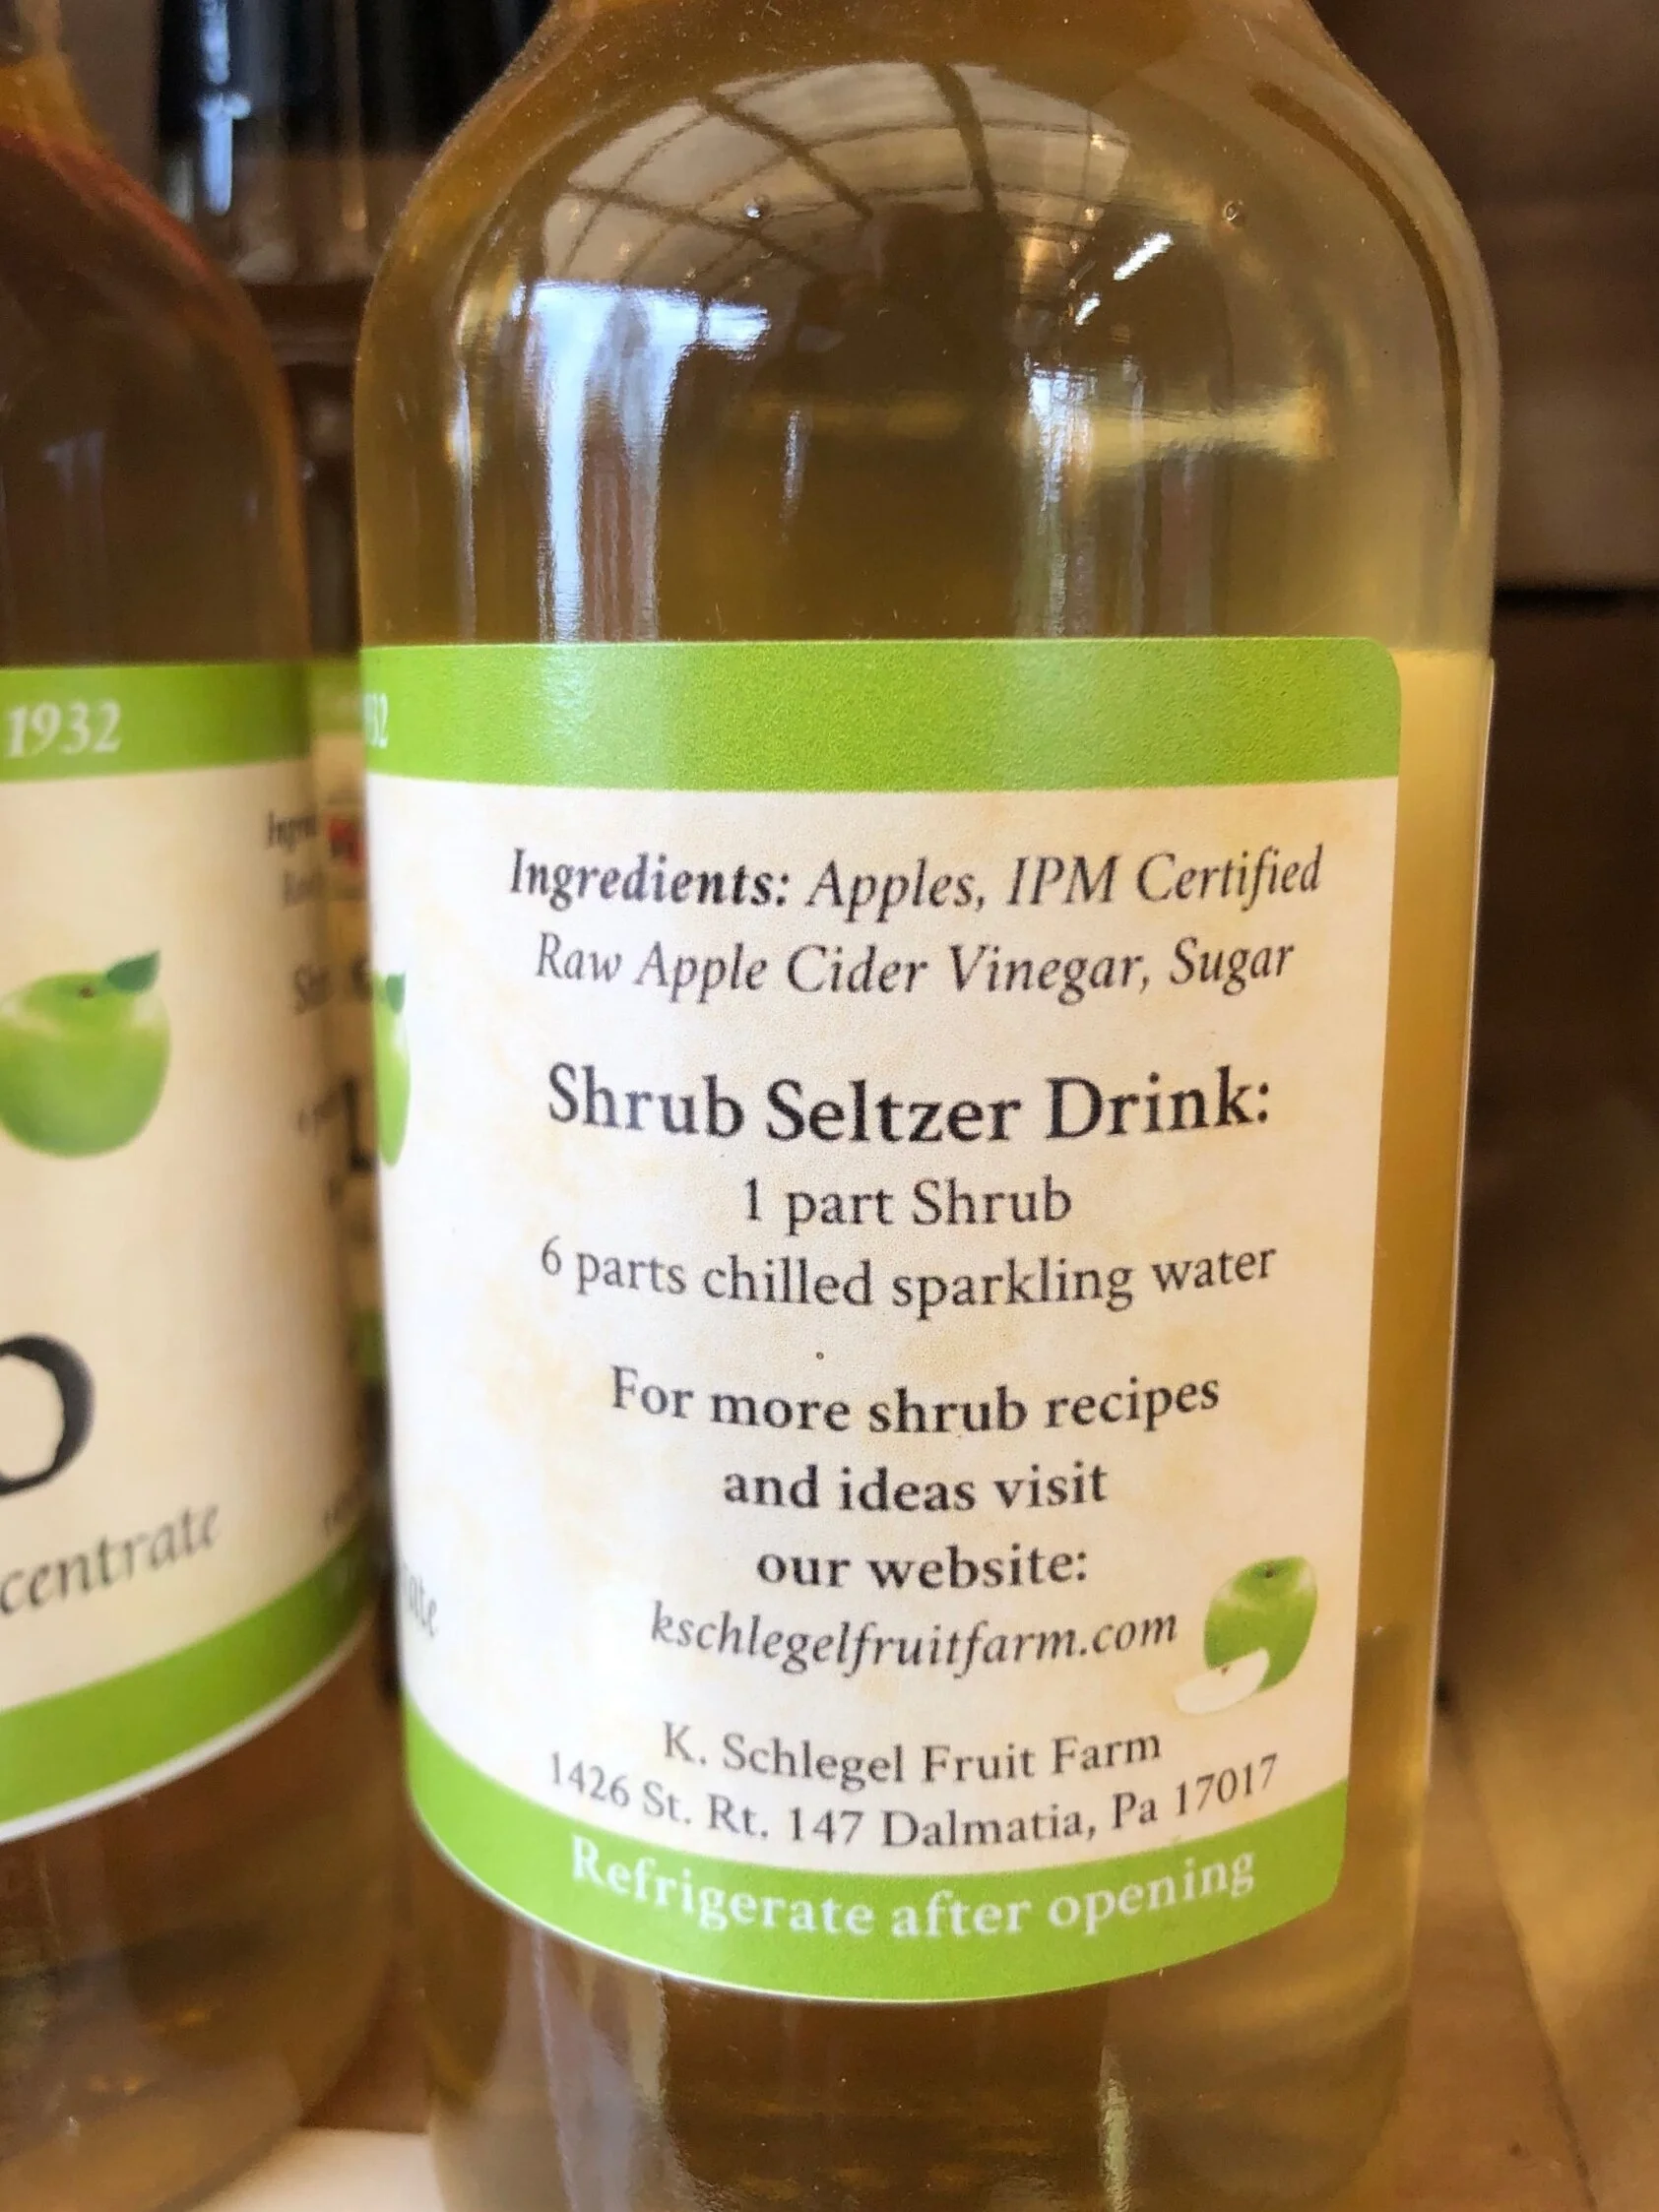 1932
centrate
32
Ingredients: Apples, IPM Certified
Raw Apple Cider Vinegar, Sugar
Shrub Seltzer Drink:
1 part Shrub
6 parts chilled sparkling water
For more shrub recipes
and ideas visit
our website:
kschlegelfruitfarm.com
K. Schlegel Fruit Farm
1426 St. Rt. 147 Dalmatia, Pa 17017
Refrigerate after opening